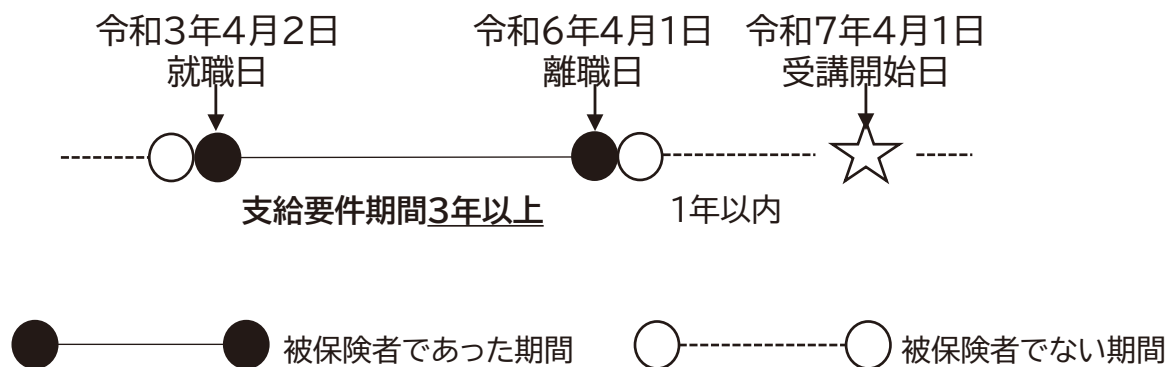 令和3年4月2日
就職日
令和6年4月1日
離職日
令和7年4月1日
受講開始日
支給要件期間3年以上
1年以内
被保険者であった期間
被保険者でない期間